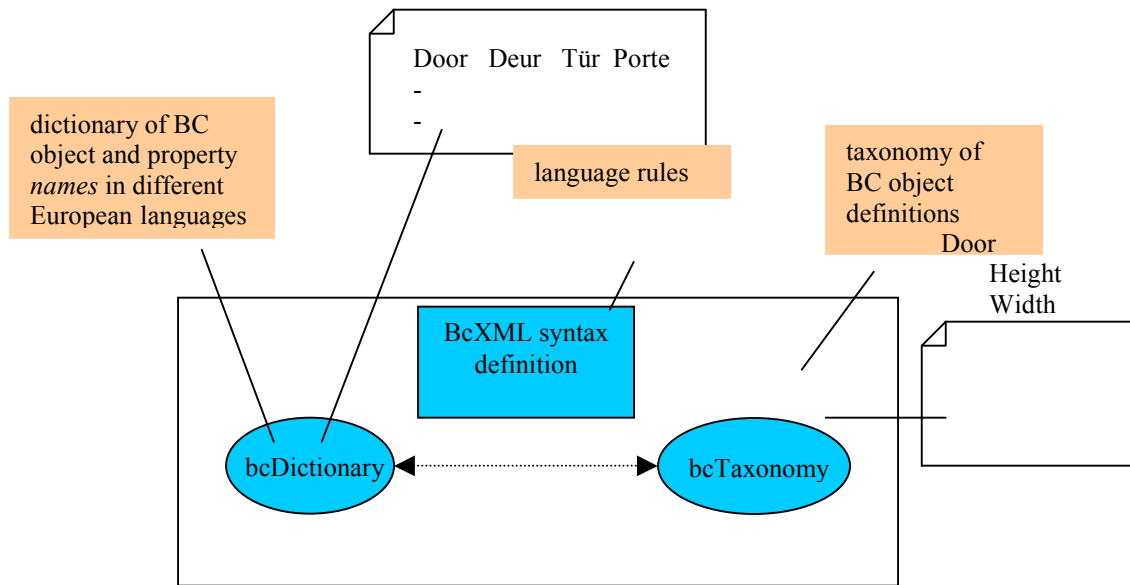 Door Deur Tür Porte
-
-
dictionary of BC
object and property
names in different
European languages
language rules
taxonomy of
BC object
definitions
Door
Height
Width
BcXML syntax
definition
bcDictionary
bcTaxonomy